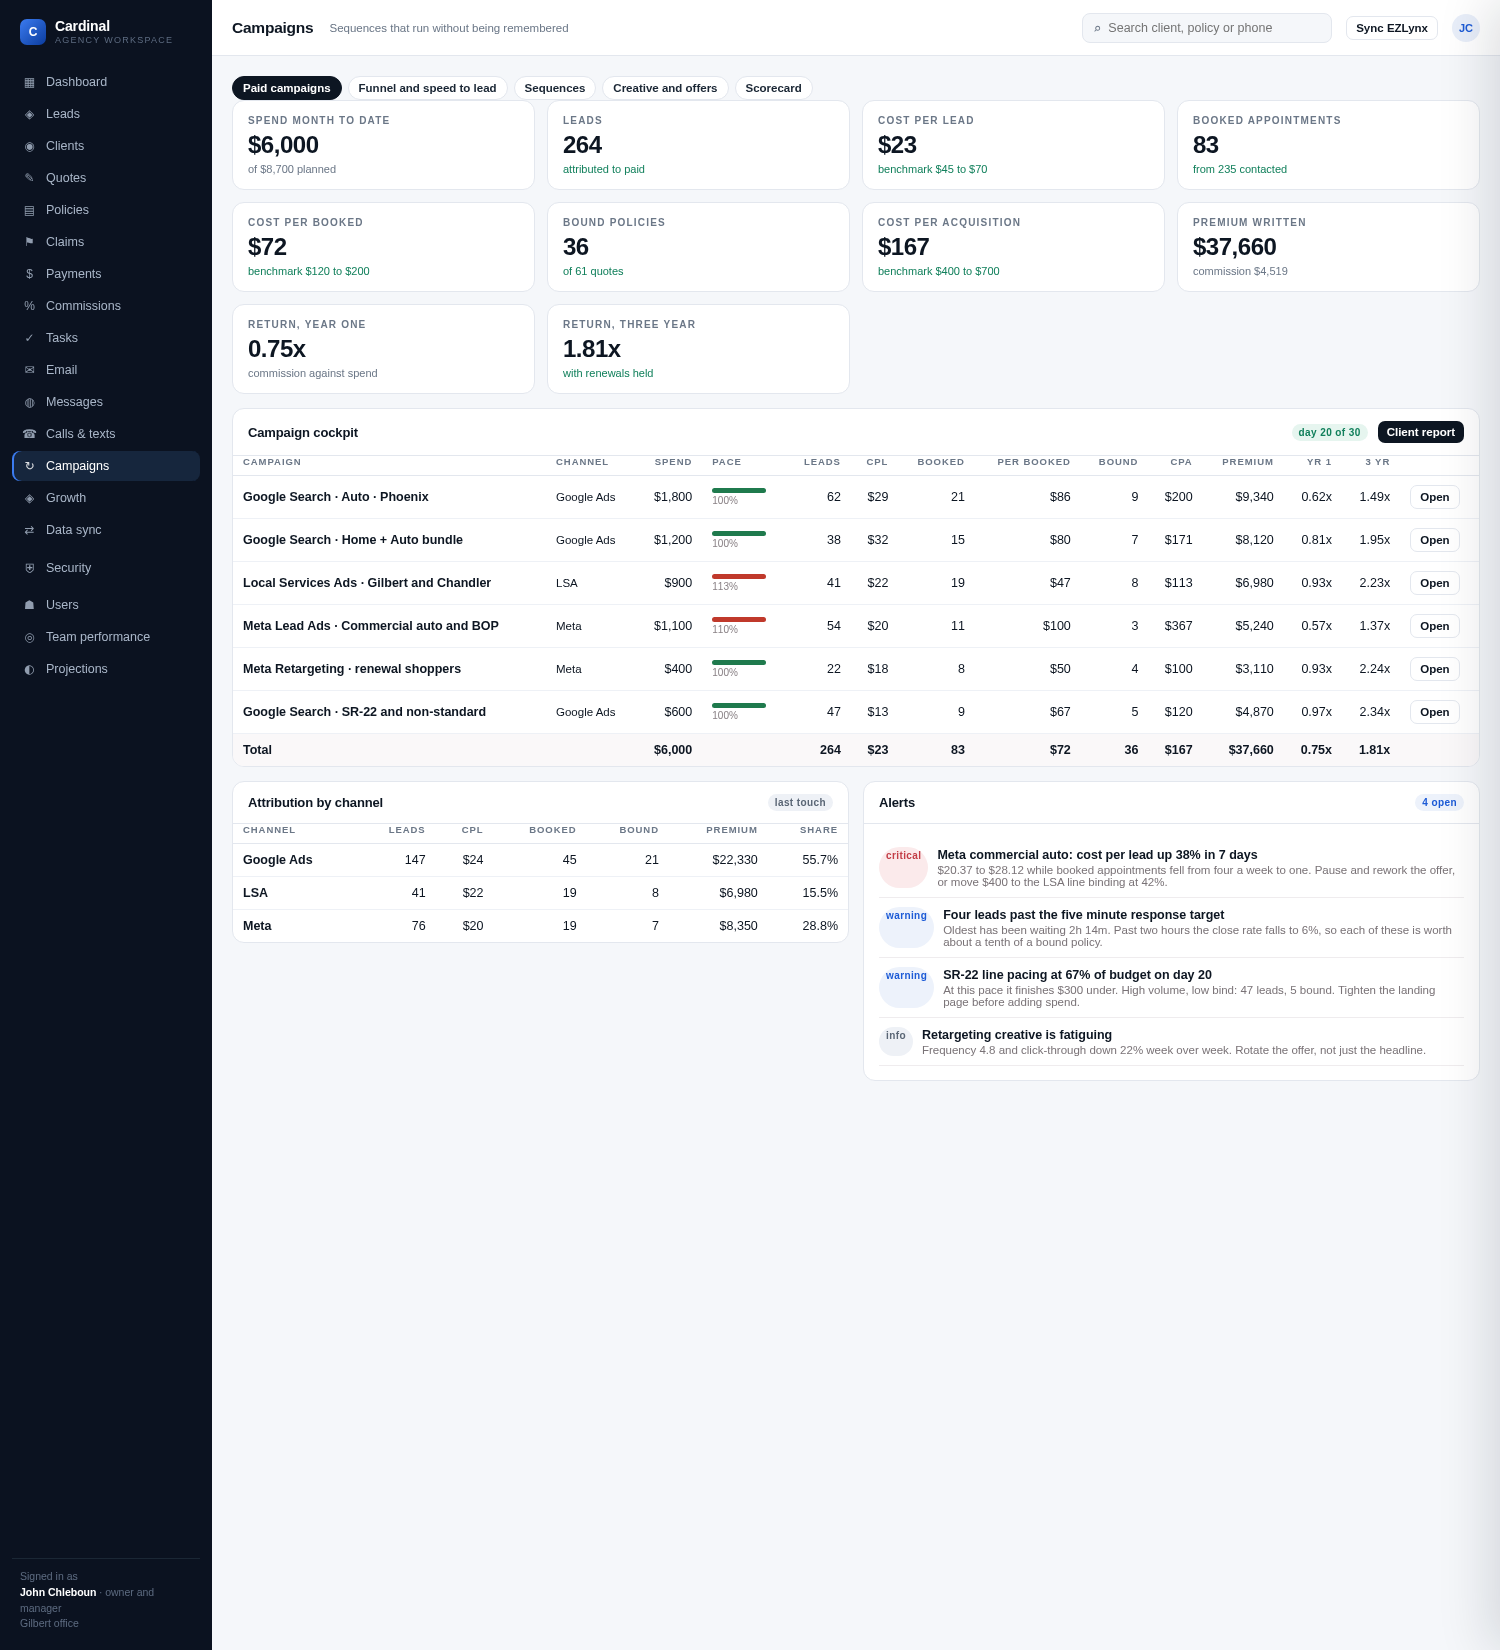 C
Cardinal
AGENCY WORKSPACE
Dashboard
Leads
Clients
Quotes
Policies
Claims
$ Payments
% Commissions
Tasks
Email
Messages
Calls & texts
Campaigns
Growth
Data sync
Security
Users
Team performance
Projections
Signed in as
John Chleboun · owner and
manager
Gilbert office
Campaigns Sequences that run without being remembered
Search client, policy or phone
Sync EZLynx
JC
Paid campaigns Funnel and speed to lead Sequences Creative and offers Scorecard
SPEND MONTH TO DATE
$6,000
of $8,700 planned
LEADS
264
attributed to paid
COST PER LEAD
$23
benchmark $45 to $70
BOOKED APPOINTMENTS
83
from 235 contacted
COST PER BOOKED
$72
benchmark $120 to $200
BOUND POLICIES
36
of 61 quotes
COST PER ACQUISITION
$167
benchmark $400 to $700
PREMIUM WRITTEN
$37,660
commission $4,519
RETURN, YEAR ONE
0.75x
commission against spend
RETURN, THREE YEAR
1.81x
with renewals held
Campaign cockpit day 20 of 30 Client report
CAMPAIGN CHANNEL SPEND PACE LEADS CPL BOOKED PER BOOKED BOUND CPA PREMIUM YR 1 3 YR
Google Search · Auto · Phoenix Google Ads $1,800 100% 62 $29 21 $86 9 $200 $9,340 0.62x 1.49x Open
Google Search · Home + Auto bundle Google Ads $1,200 100% 38 $32 15 $80 7 $171 $8,120 0.81x 1.95x Open
Local Services Ads · Gilbert and Chandler LSA $900 113% 41 $22 19 $47 8 $113 $6,980 0.93x 2.23x Open
Meta Lead Ads · Commercial auto and BOP Meta $1,100 110% 54 $20 11 $100 3 $367 $5,240 0.57x 1.37x Open
Meta Retargeting · renewal shoppers Meta $400 100% 22 $18 8 $50 4 $100 $3,110 0.93x 2.24x Open
Google Search · SR-22 and non-standard Google Ads $600 100% 47 $13 9 $67 5 $120 $4,870 0.97x 2.34x Open
Total $6,000 264 $23 83 $72 36 $167 $37,660 0.75x 1.81x
Attribution by channel last touch
CHANNEL LEADS CPL BOOKED BOUND PREMIUM SHARE
Google Ads 147 $24 45 21 $22,330 55.7%
LSA 41 $22 19 8 $6,980 15.5%
Meta 76 $20 19 7 $8,350 28.8%
Alerts 4 open
critical Meta commercial auto: cost per lead up 38% in 7 days
$20.37 to $28.12 while booked appointments fell from four a week to one. Pause and rework the offer,
or move $400 to the LSA line binding at 42%.
warning Four leads past the five minute response target
Oldest has been waiting 2h 14m. Past two hours the close rate falls to 6%, so each of these is worth
about a tenth of a bound policy.
warning SR-22 line pacing at 67% of budget on day 20
At this pace it finishes $300 under. High volume, low bind: 47 leads, 5 bound. Tighten the landing
page before adding spend.
info Retargeting creative is fatiguing
Frequency 4.8 and click-through down 22% week over week. Rotate the offer, not just the headline.